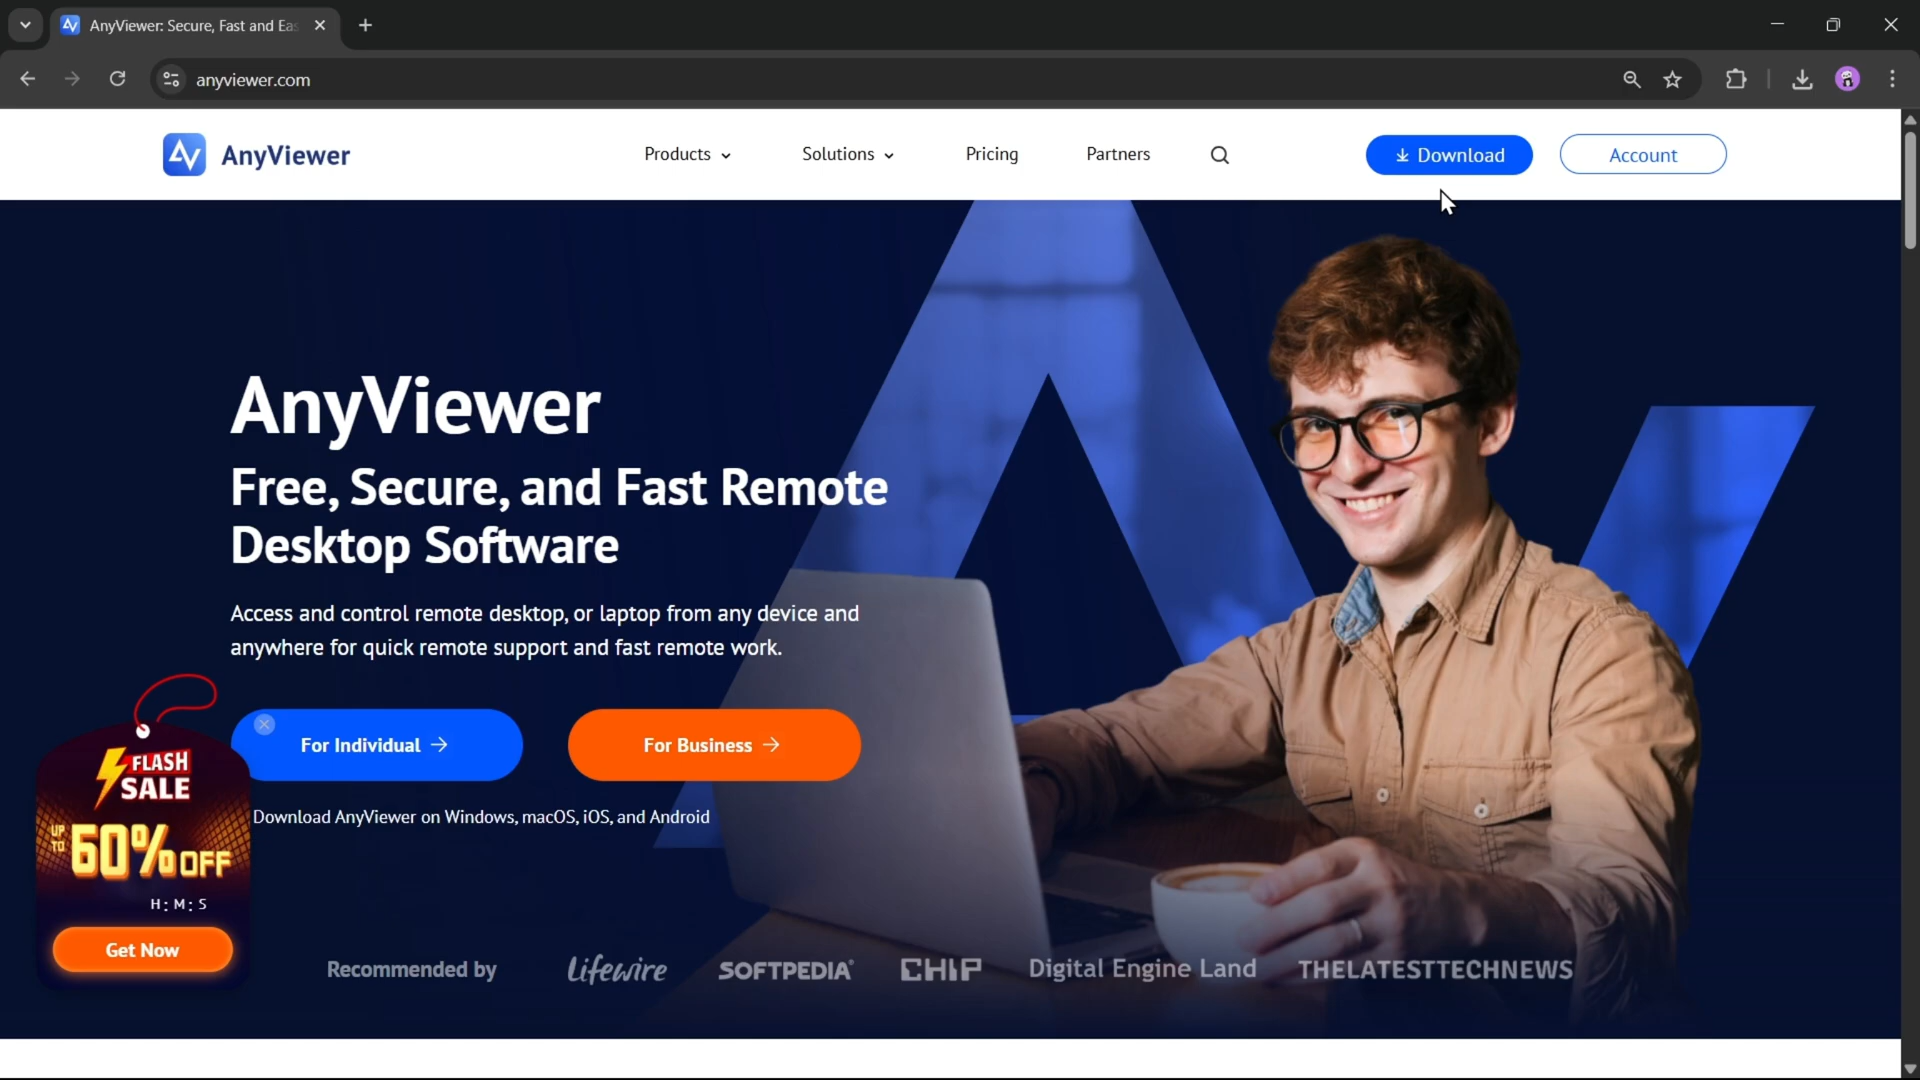 AnyViewer: Secure, Fast and Eas
anyviewer.com
AnyViewer
Products
Solutions
Pricing
Partners
Download
Account
AnyViewer
Free, Secure, and Fast Remote
Desktop Software
Access and control remote desktop, or laptop from any device and
anywhere for quick remote support and fast remote work.
For Individual
For Business
Download AnyViewer on Windows, macOS, iOS, and Android
FLASH
SALE
UP
TO
60% OFF
H : M : S
Get Now
Recommended by
Lifewire
SOFTPEDIA®
CHIP
Digital Engine Land
THELATESTTECHNEWS